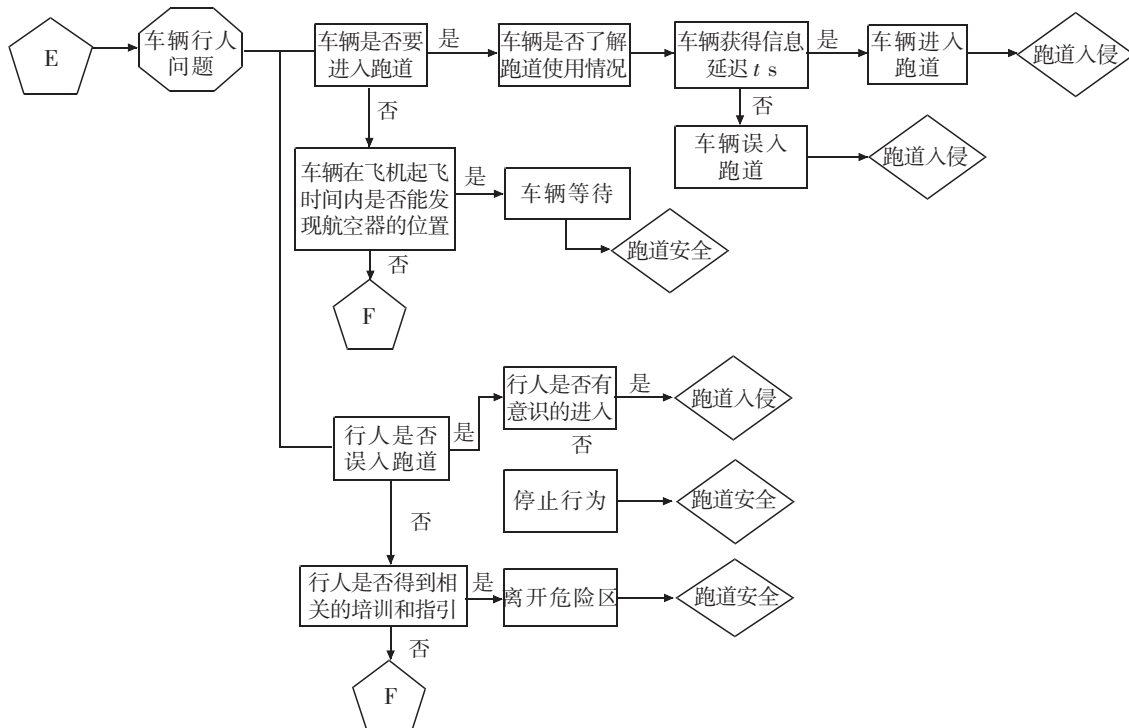 E
车辆行人
问题
车辆是否要
进入跑道
是
车辆是否了解
跑道使用情况
车辆获得信息
延迟 t s
是
车辆进入
跑道
跑道入侵
否
否
车辆误入
跑道
跑道入侵
车辆在飞机起飞
时间内是否能发
现航空器的位置
是
车辆等待
跑道安全
否
F
行人是否有
意识的进入
是
跑道入侵
行人是否
误入跑道
是
否
停止行为
跑道安全
否
行人是否得到相
关的培训和指引
是
离开危险区
跑道安全
否
F